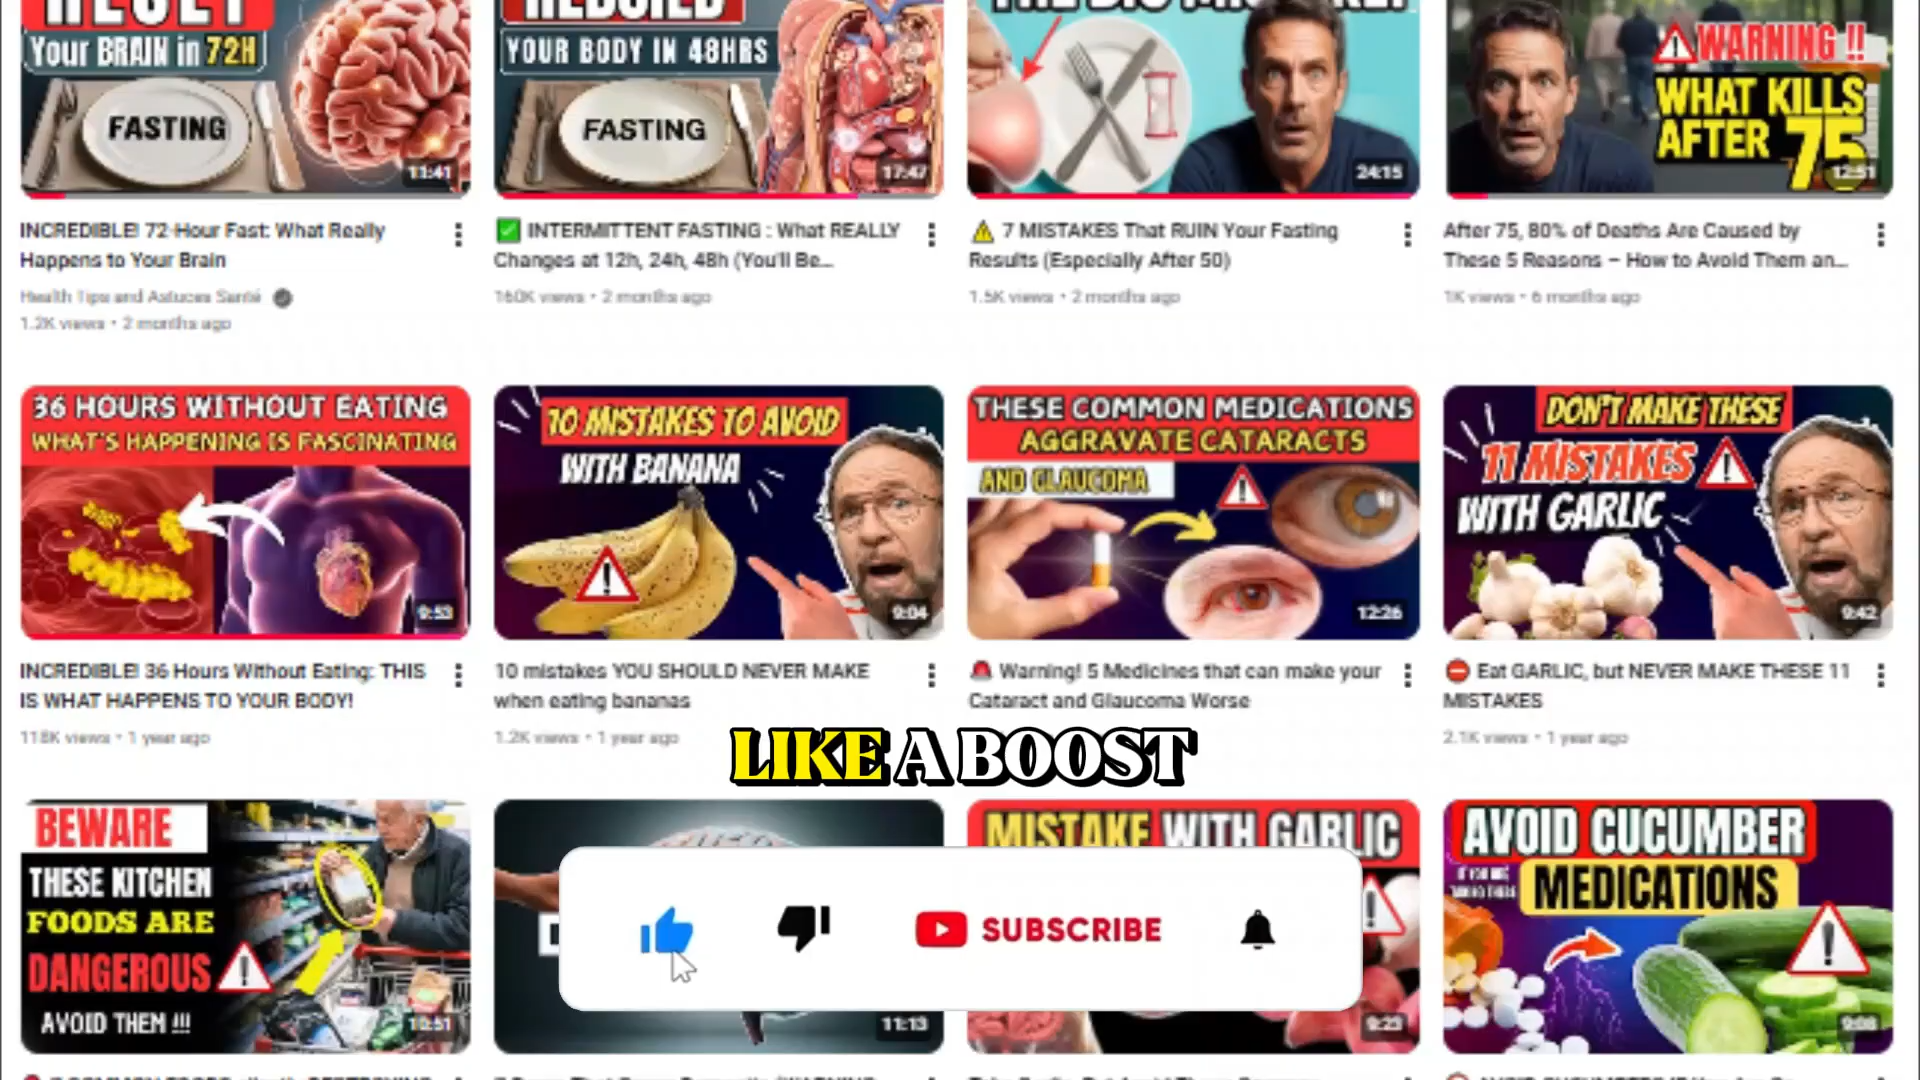 Your BRAIN in 72H
FASTING
11:41
YOUR BODY IN 48HRS
FASTING
17:47
24:15
WARNING !!
WHAT KILLS
AFTER 75
12:51
INCREDIBLE! 72-Hour Fast: What Really
Happens to Your Brain
Health Tips and Astuces Santé
1.2K views • 2 months ago
✅ INTERMITTENT FASTING : What REALLY
Changes at 12h, 24h, 48h (You'll Be...
160K views • 2 months ago
⚠️ 7 MISTAKES That RUIN Your Fasting
Results (Especially After 50)
1.5K views • 2 months ago
After 75, 80% of Deaths Are Caused by
These 5 Reasons – How to Avoid Them an...
1K views • 6 months ago
36 HOURS WITHOUT EATING
WHAT'S HAPPENING IS FASCINATING
9:53
10 MISTAKES TO AVOID
WITH BANANA
9:04
THESE COMMON MEDICATIONS
AGGRAVATE CATARACTS
AND GLAUCOMA
12:26
DON'T MAKE THESE
11 MISTAKES
WITH GARLIC
9:42
INCREDIBLE! 36 Hours Without Eating: THIS
IS WHAT HAPPENS TO YOUR BODY!
118K views • 1 year ago
10 mistakes YOU SHOULD NEVER MAKE
when eating bananas
1.2K views • 1 year ago
🚨 Warning! 5 Medicines that can make your
Cataract and Glaucoma Worse
⛔ Eat GARLIC, but NEVER MAKE THESE 11
MISTAKES
2.1K views • 1 year ago
LIKE A BOOST
BEWARE
THESE KITCHEN
FOODS ARE
DANGEROUS
AVOID THEM !!!
10:51
11:13
MISTAKE WITH GARLIC
9:23
AVOID CUCUMBER
MEDICATIONS
9:08
SUBSCRIBE